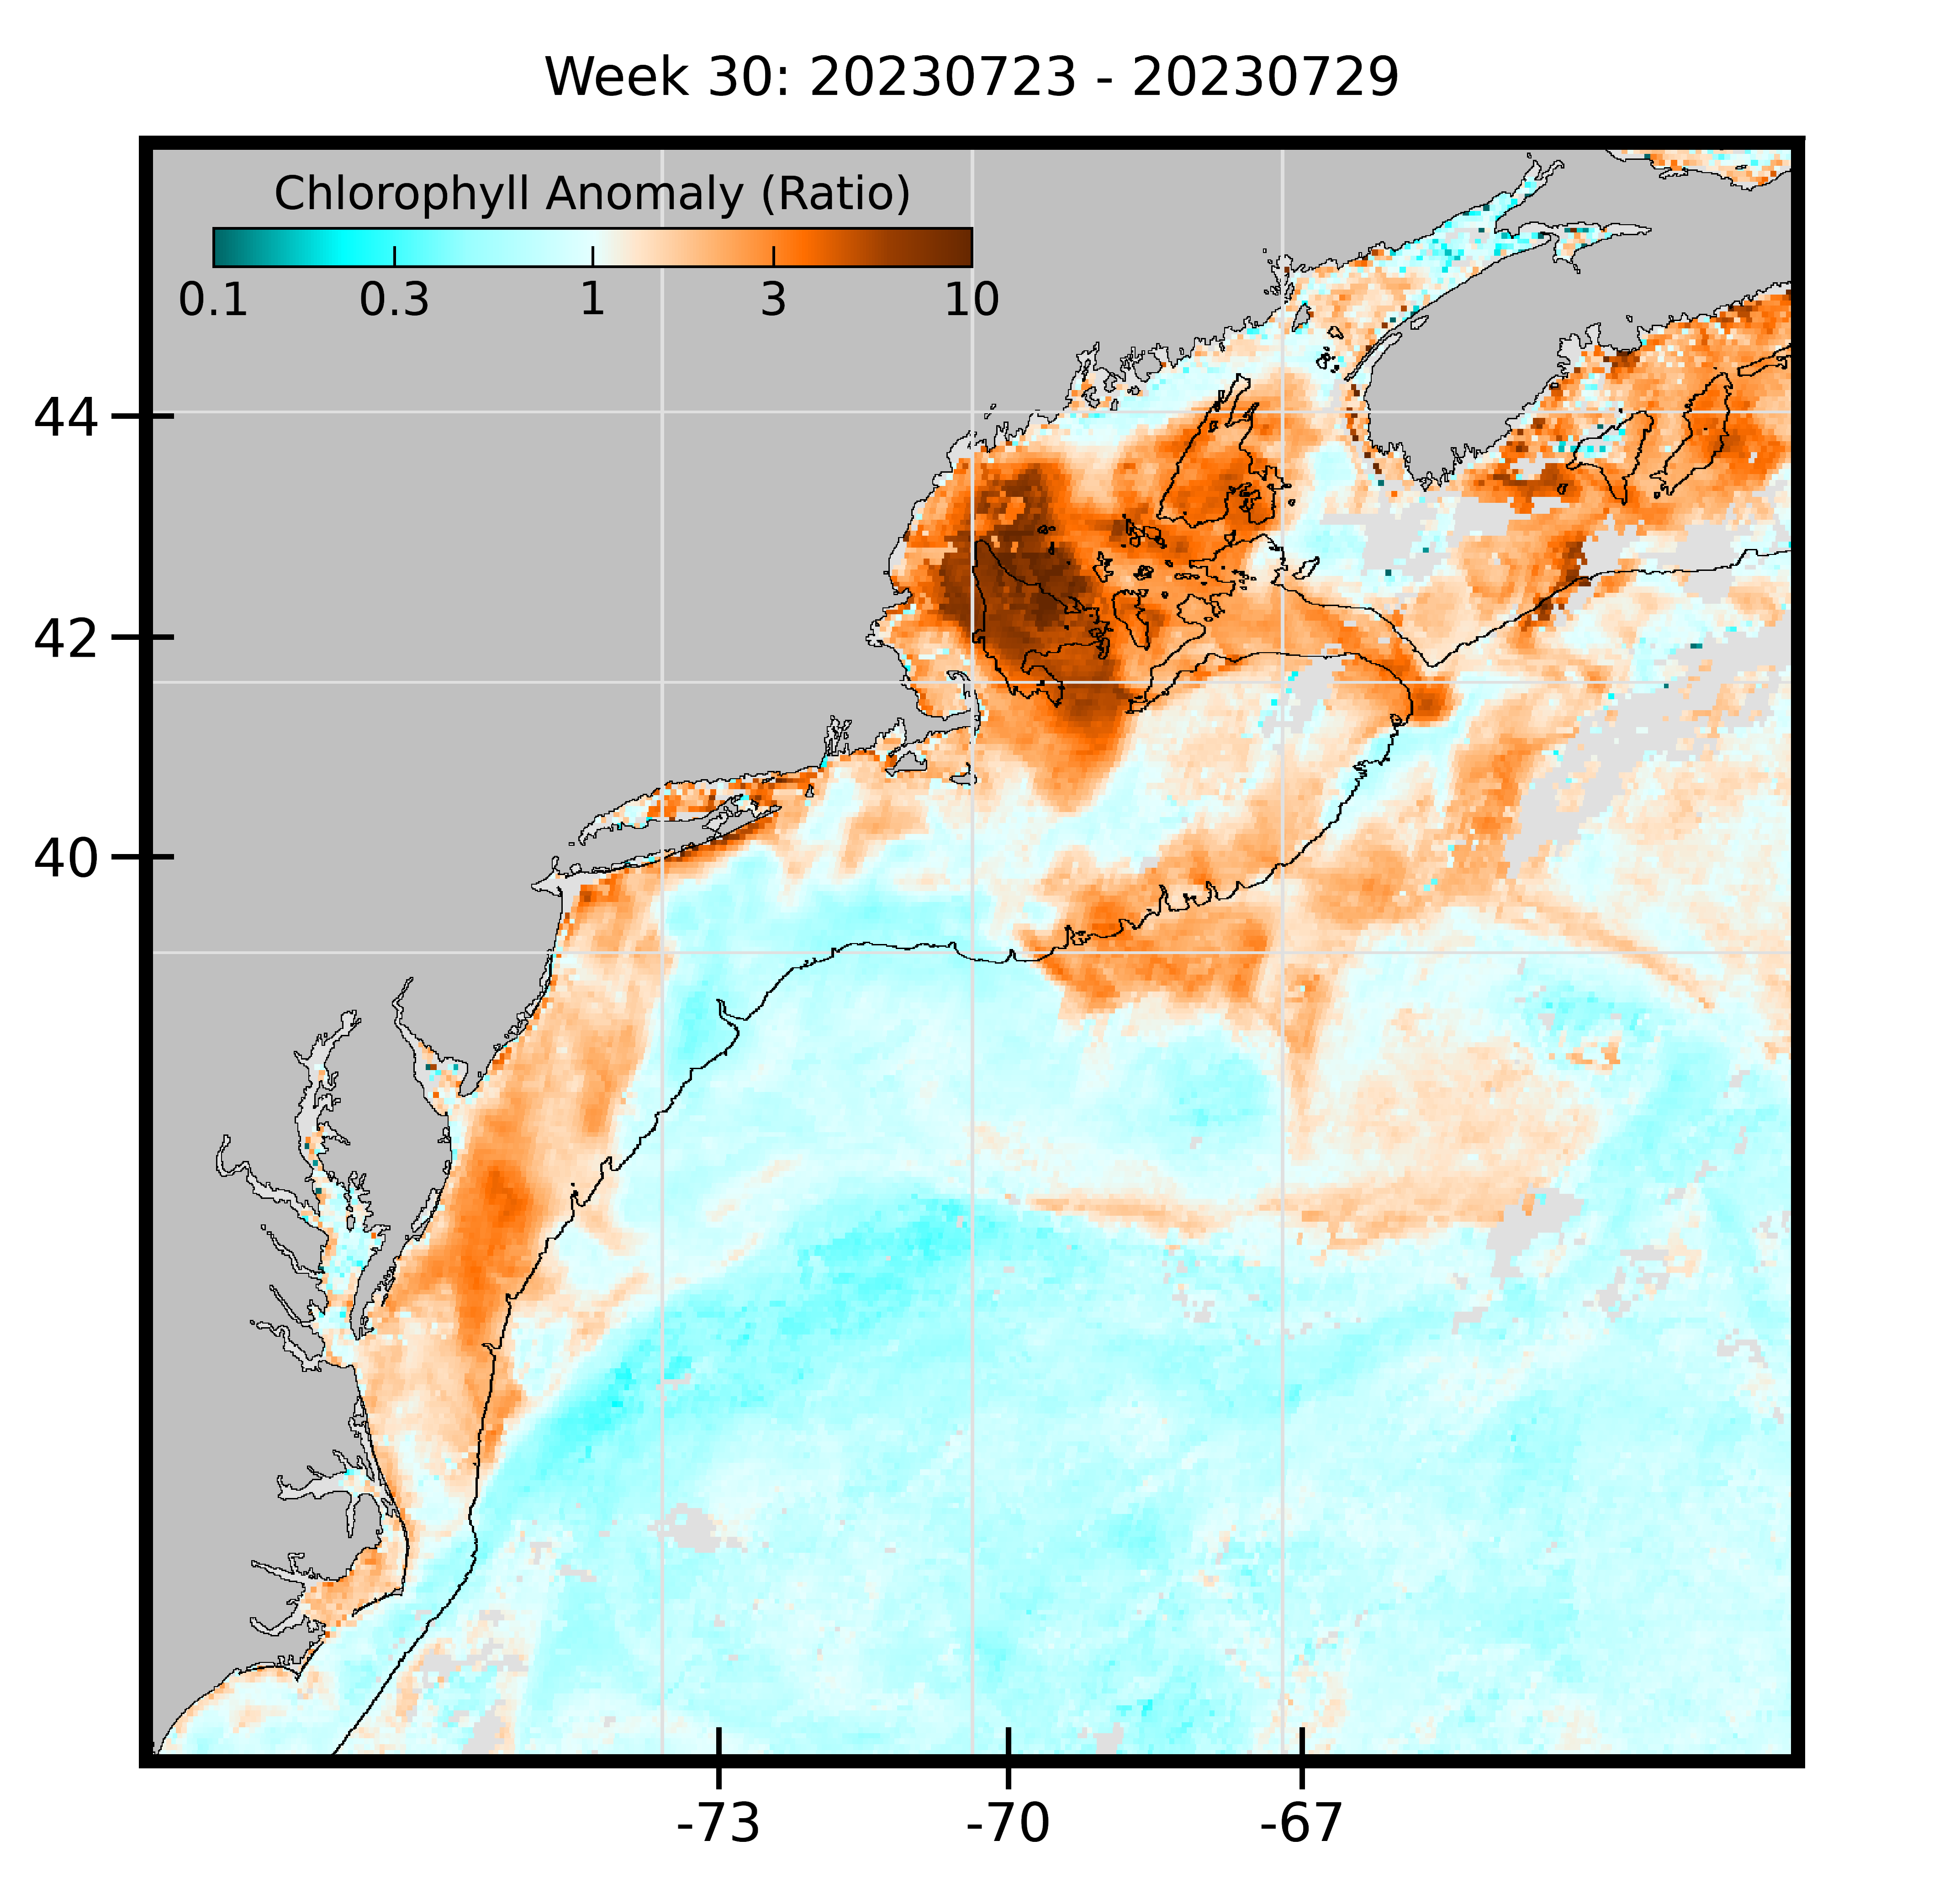 Week 30: 20230723 - 20230729
Chlorophyll Anomaly (Ratio)
0.1 0.3 1 3 10
44
42
40
-73 -70 -67